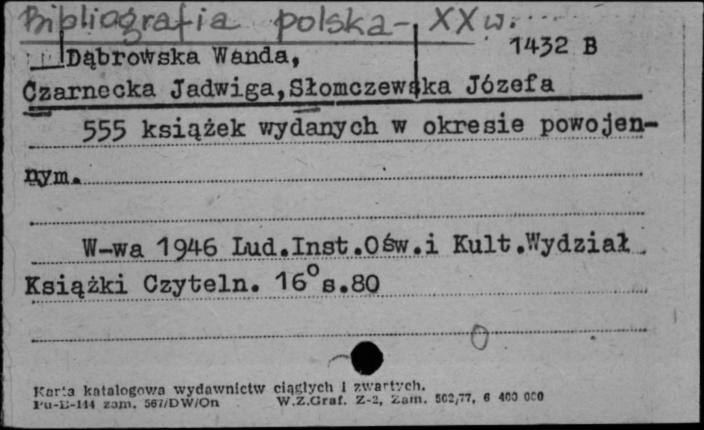 Bibliografia polska - XX w.
1432 B
Dąbrowska Wanda,
Czarnecka Jadwiga, Słomczewska Józefa
555 książek wydanych w okresie powojen-
nym.
W-wa 1946 Lud.Inst.Ośw.i Kult.Wydział
Książki Czyteln. 16° s.80
Karta katalogowa wydawnictw ciągłych i zwartych.
Pu-B-144 zam. 567/DW/On W.Z.Graf. Z-2, Zam. 502/77, 6 400 000